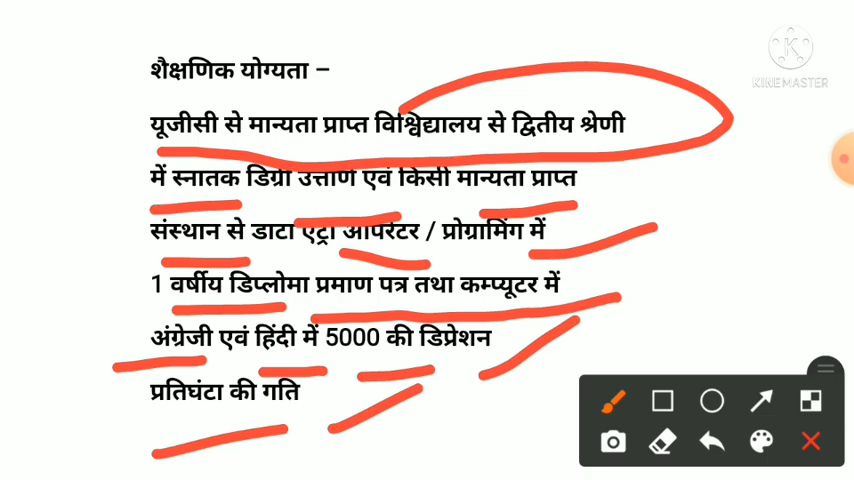 KINEMASTER
शैक्षणिक योग्यता –
यूजीसी से मान्यता प्राप्त विश्विद्यालय से द्वितीय श्रेणी
में स्नातक डिग्री उत्तीर्ण एवं किसी मान्यता प्राप्त
संस्थान से डाटा एंट्री ऑपरेटर / प्रोग्रामिंग में
1 वर्षीय डिप्लोमा प्रमाण पत्र तथा कम्प्यूटर में
अंग्रेजी एवं हिंदी में 5000 की डिप्रेशन
प्रतिघंटा की गति